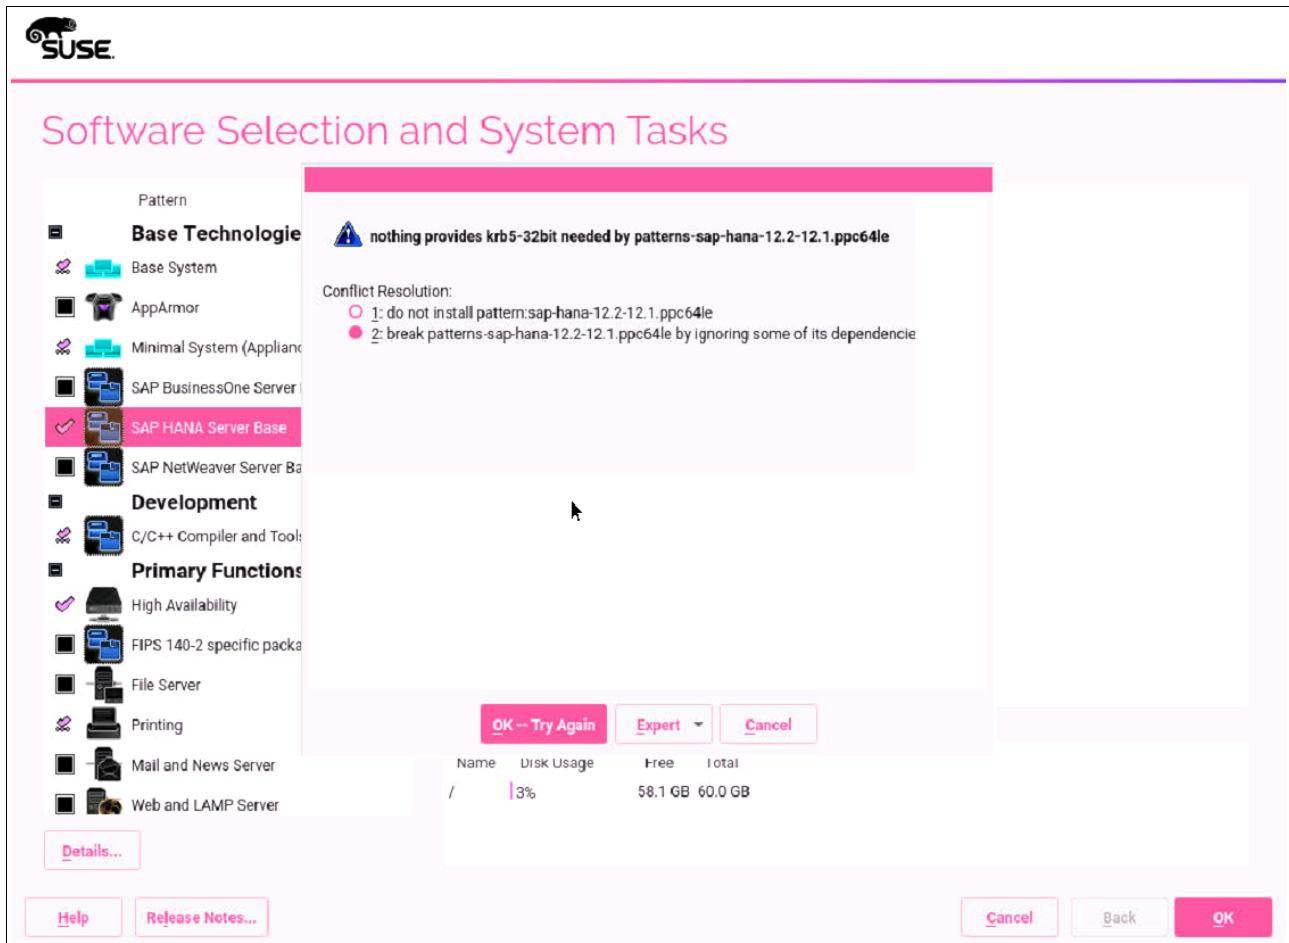 SUSE.
Software Selection and System Tasks
Pattern
Base Technologie
Base System
AppArmor
Minimal System (Applianc
SAP BusinessOne Server
SAP HANA Server Base
SAP NetWeaver Server Ba
Development
C/C++ Compiler and Tools
Primary Functions
High Availability
FIPS 140-2 specific packa
File Server
Printing
Mail and News Server
Web and LAMP Server
nothing provides krb5-32bit needed by patterns-sap-hana-12.2-12.1.ppc64le
Conflict Resolution:
1: do not install pattern:sap-hana-12.2-12.1.ppc64le
2: break patterns-sap-hana-12.2-12.1.ppc64le by ignoring some of its dependencie
OK -- Try Again Expert Cancel
Name Disk Usage Free Total
/ 3% 58.1 GB 60.0 GB
Details...
Help Release Notes... Cancel Back OK